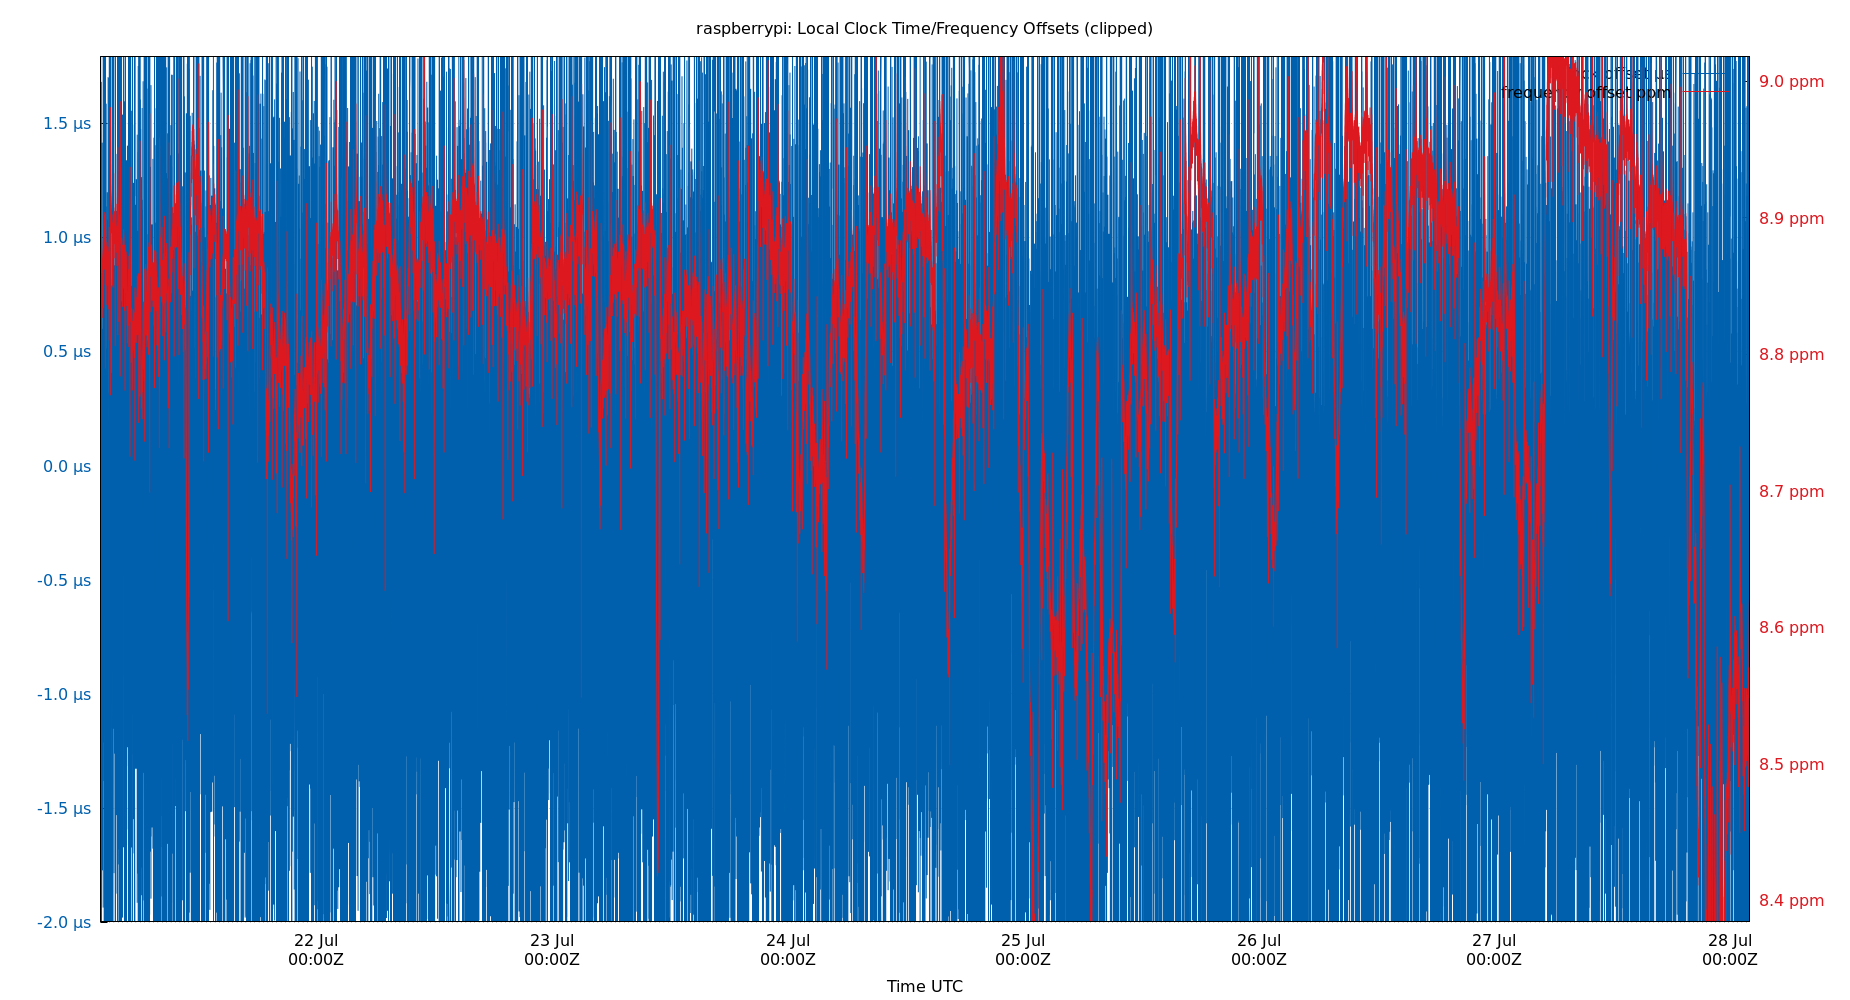 raspberrypi: Local Clock Time/Frequency Offsets (clipped)
offset
offset ppm
1.5 µs
1.0 µs
0.5 µs
0.0 µs
-0.5 µs
-1.0 µs
-1.5 µs
-2.0 µs
9.0 ppm
8.9 ppm
8.8 ppm
8.7 ppm
8.6 ppm
8.5 ppm
8.4 ppm
22 Jul
00:00Z
23 Jul
00:00Z
24 Jul
00:00Z
25 Jul
00:00Z
26 Jul
00:00Z
27 Jul
00:00Z
28 Jul
00:00Z
Time UTC